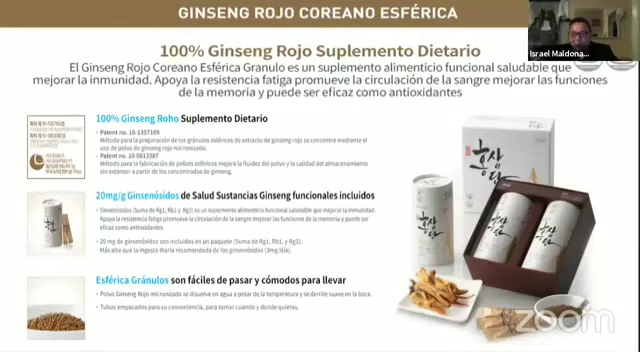 GINSENG ROJO COREANO ESFÉRICA
Israel Maldona...
100% Ginseng Rojo Suplemento Dietario
El Ginseng Rojo Coreano Esférica Granulo es un suplemento alimenticio funcional saludable que
mejorar la inmunidad. Apoya la resistencia fatiga promueve la circulación de la sangre mejorar las funciones
de la memoria y puede ser eficaz como antioxidantes
100% Ginseng Roho Suplemento Dietario
• Patent no. 10-1357169
Método para la preparación de los gránulos esféricos de extracto de ginseng rojo se concentra mediante el
uso de polvo de ginseng rojo micronizado.
• Patent no. 10-0813387
Método para la fabricación de pellets esféricos mejora la fluidez del polvo y la calidad del almacenamiento
sin extensor a partir de los concentrados de ginseng.
20mg/g Ginsenósidos de Salud Sustancias Ginseng funcionales incluidos
• Ginsenósidos (Suma de Rg1, Rb1 y Rg3) es un suplemento alimenticio funcional saludable que mejorar la inmunidad.
Apoya la resistencia fatiga promueve la circulación de la sangre mejorar las funciones de la memoria y puede ser
eficaz como antioxidantes.
• 20 mg de ginsenósidos son incluidos en un paquete (Suma de Rg1, Rb1, y Rg3);
Más alta que la ingesta diaria recomendada de los ginsenósidos (3mg/día).
Esférica Gránulos son fáciles de pasar y cómodos para llevar
• Polvo Ginseng Rojo micronizado se disuelve en agua a pesar de la temperatura y se derrite suave en la boca.
• Tubos empacados para su conveniencia, para tomar cuando y donde quieras.
홍삼담
홍삼담
홍삼담
zoom